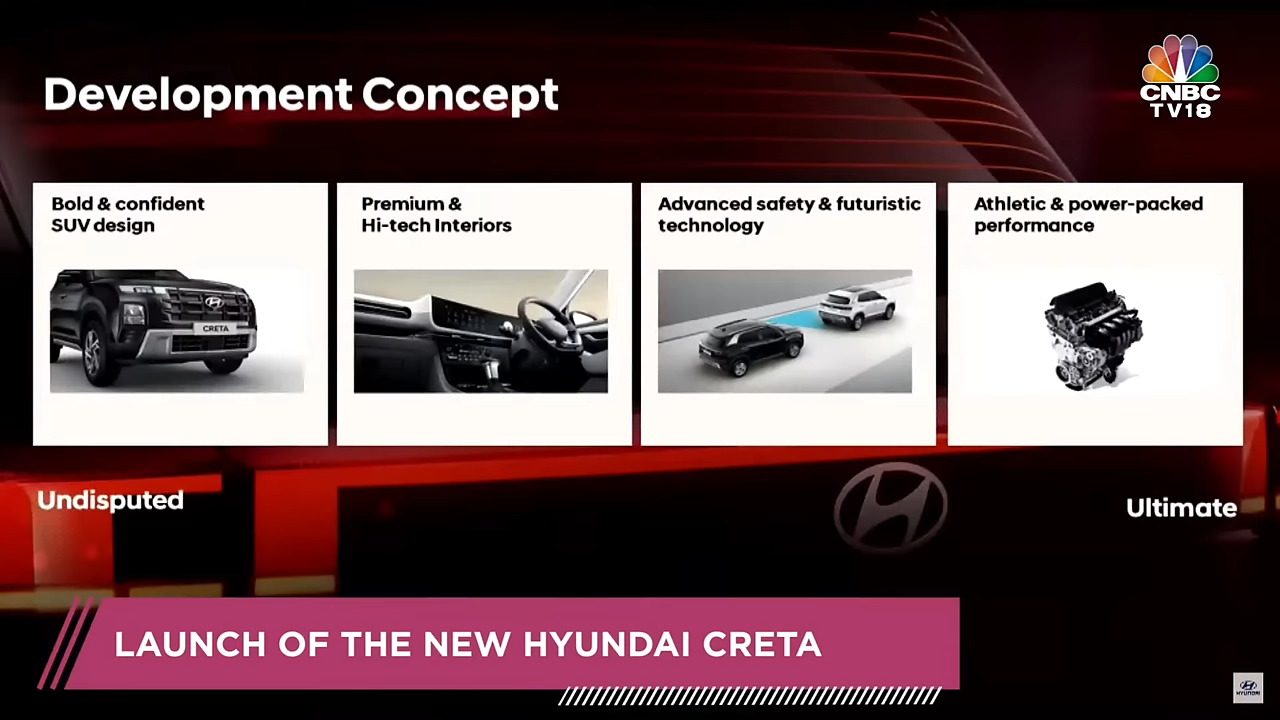 Development Concept
CNBC
TV18
Bold & confident
SUV design
Premium &
Hi-tech Interiors
Advanced safety & futuristic
technology
Athletic & power-packed
performance
CRETA
Undisputed
Ultimate
LAUNCH OF THE NEW HYUNDAI CRETA
HYUNDAI